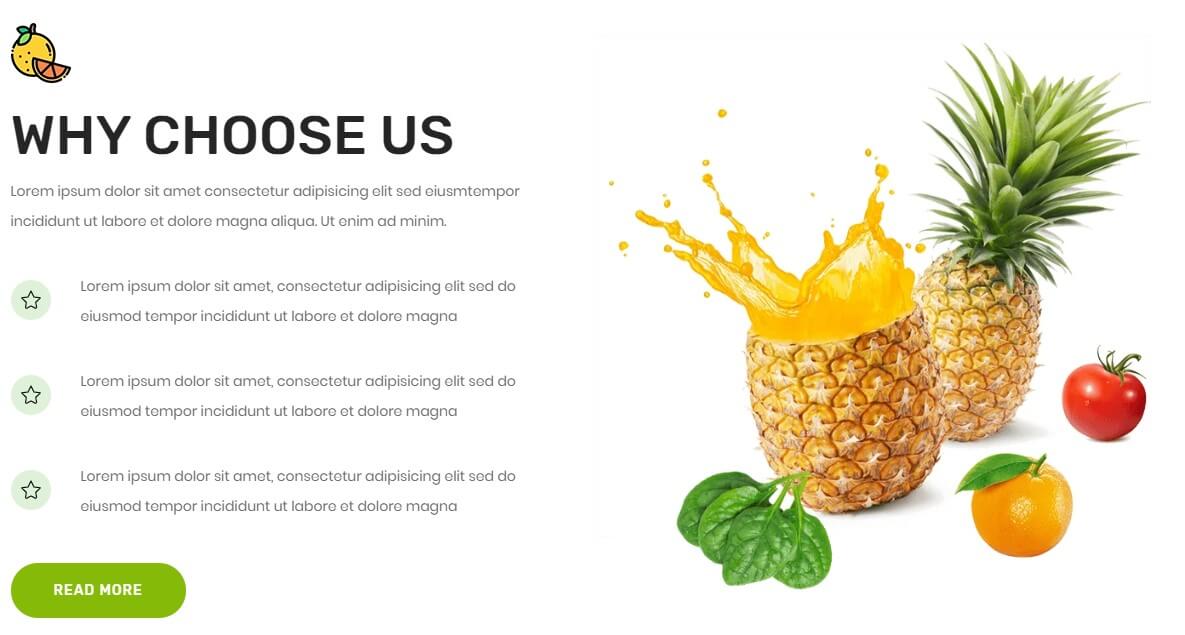 WHY CHOOSE US
Lorem ipsum dolor sit amet consectetur adipisicing elit sed eiusmtempor
incididunt ut labore et dolore magna aliqua. Ut enim ad minim.
Lorem ipsum dolor sit amet, consectetur adipisicing elit sed do
eiusmod tempor incididunt ut labore et dolore magna
Lorem ipsum dolor sit amet, consectetur adipisicing elit sed do
eiusmod tempor incididunt ut labore et dolore magna
Lorem ipsum dolor sit amet, consectetur adipisicing elit sed do
eiusmod tempor incididunt ut labore et dolore magna
READ MORE